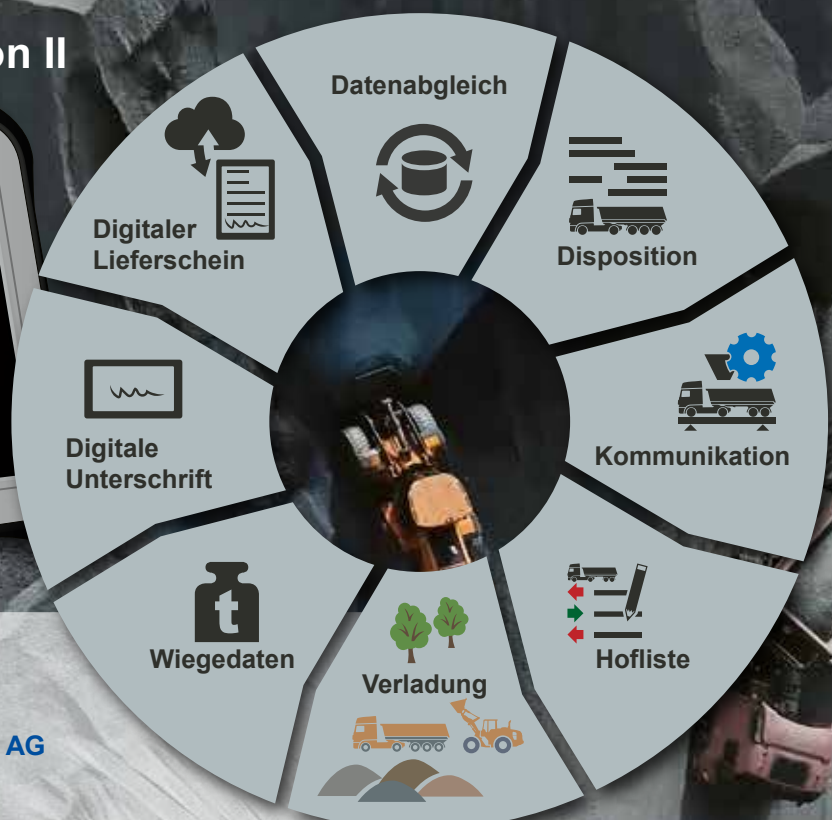 on II
Datenabgleich
Disposition
Kommunikation
Hofliste
Verladung
t
Wiegedaten
Digitale
Unterschrift
Digitaler
Lieferschein
AG